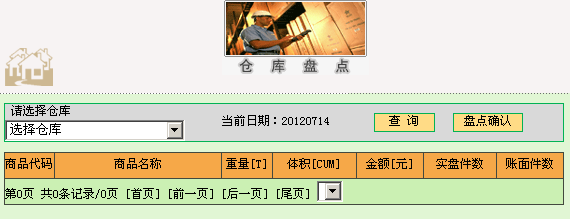 仓 库 盘 点
请选择仓库
选择仓库
当前日期：20120714
查 询
盘点确认
商品代码 商品名称 重量[T] 体积[CUM] 金额[元] 实盘件数 账面件数
第0页 共0条记录/0页 [首页] [前一页] [后一页] [尾页]